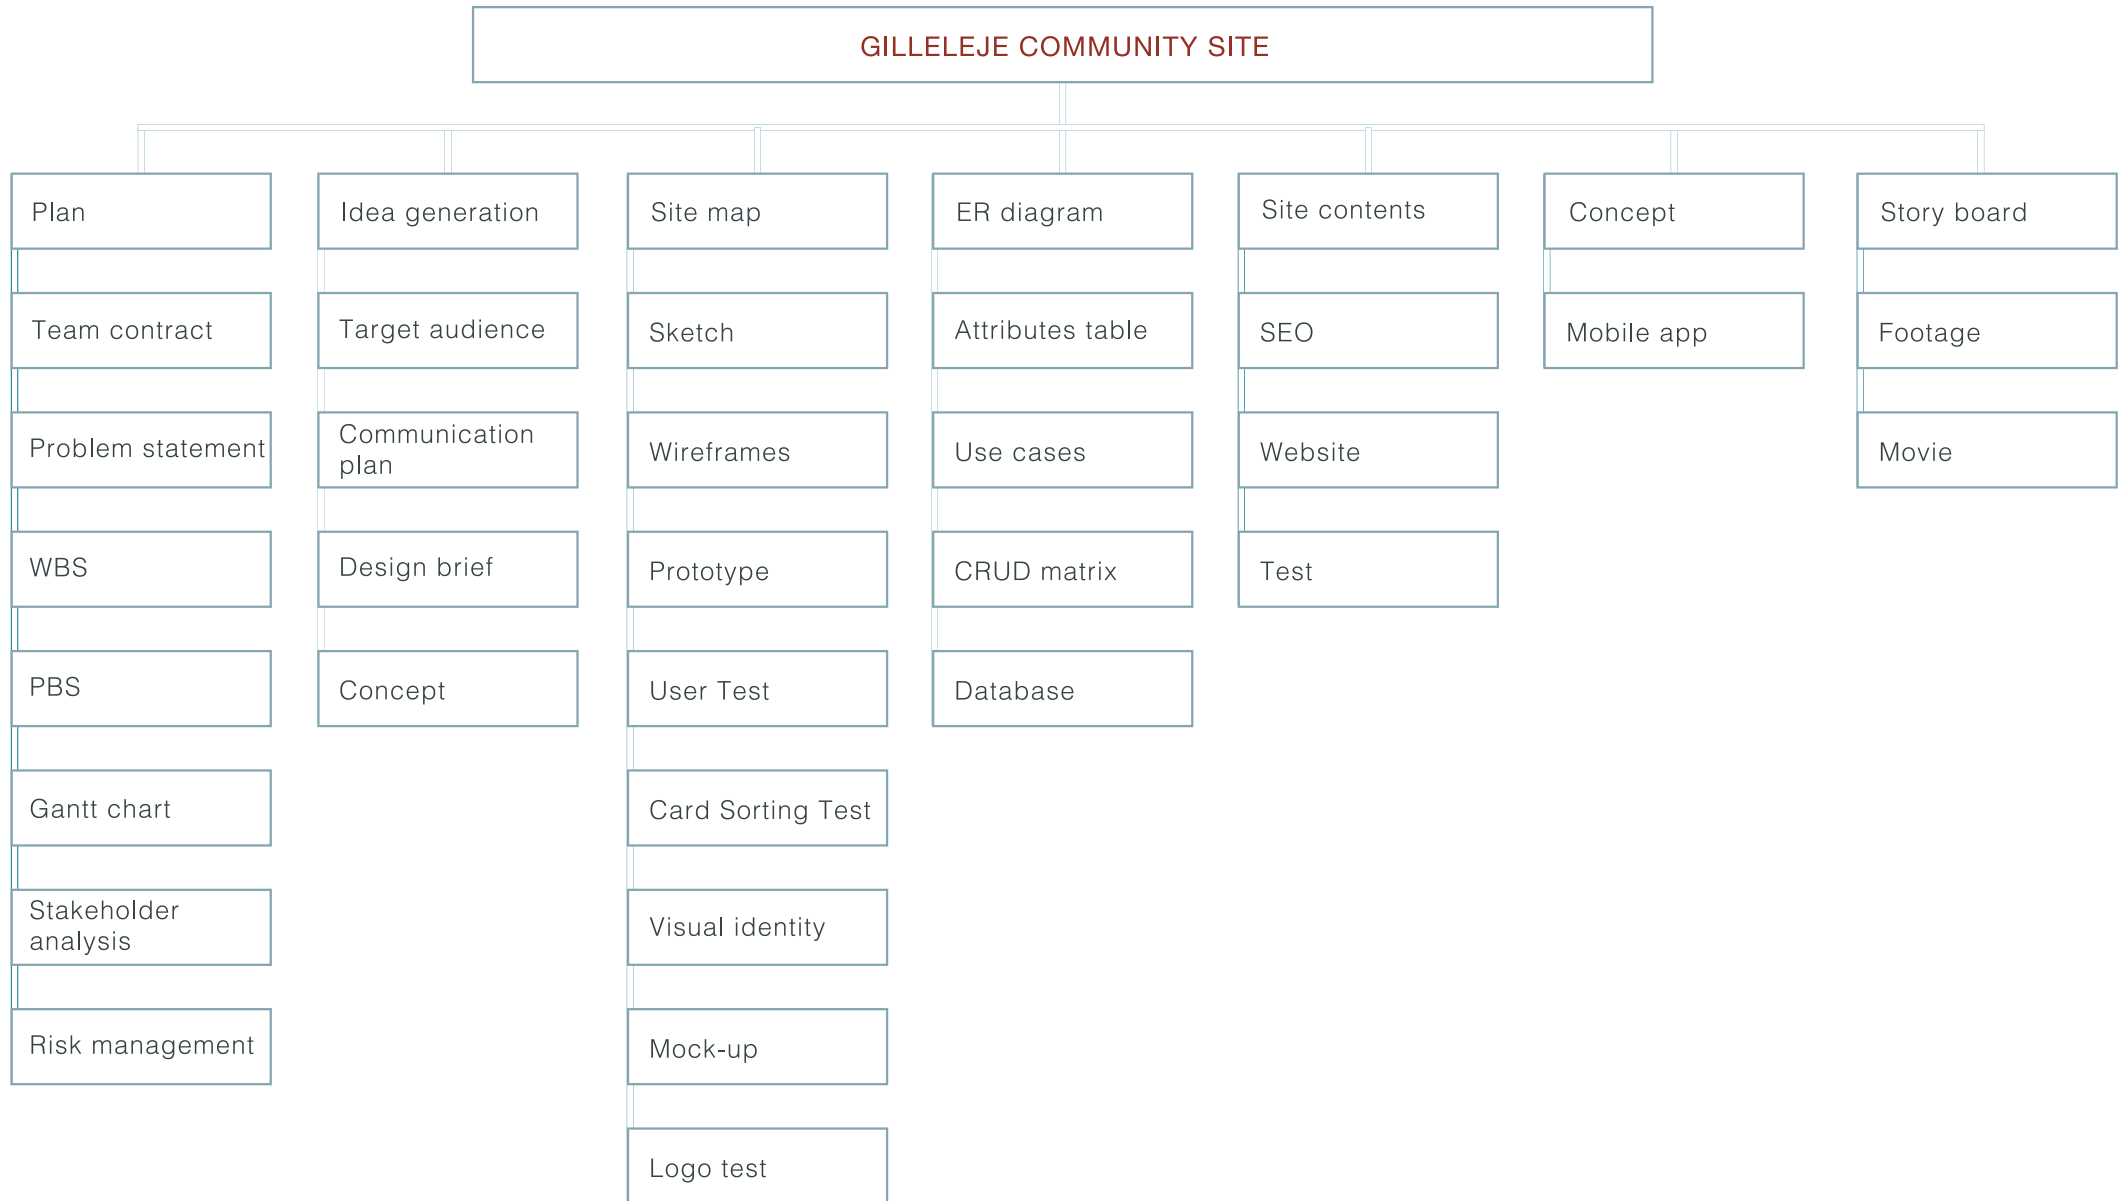 GILLELEJE COMMUNITY SITE
Plan
Team contract
Problem statement
WBS
PBS
Gantt chart
Stakeholder
analysis
Risk management
Idea generation
Target audience
Communication
plan
Design brief
Concept
Site map
Sketch
Wireframes
Prototype
User Test
Card Sorting Test
Visual identity
Mock-up
Logo test
ER diagram
Attributes table
Use cases
CRUD matrix
Database
Site contents
SEO
Website
Test
Concept
Mobile app
Story board
Footage
Movie